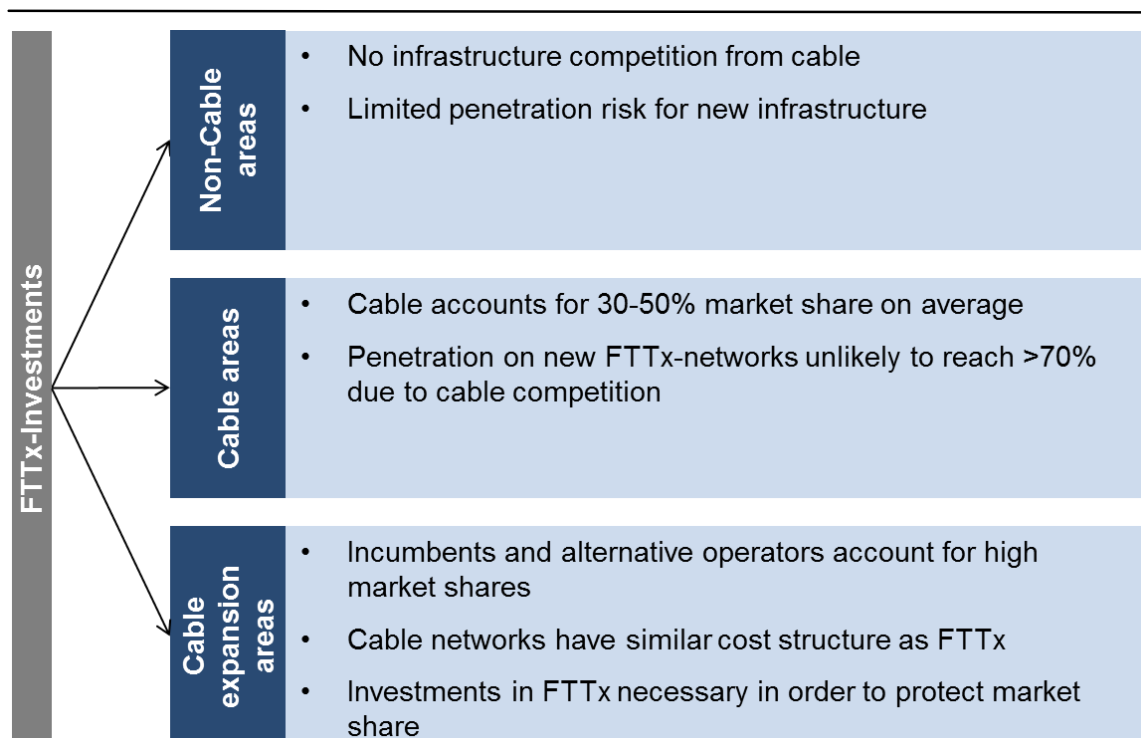 FTTx-Investments
Non-Cable
areas
• No infrastructure competition from cable
• Limited penetration risk for new infrastructure
Cable areas
• Cable accounts for 30-50% market share on average
• Penetration on new FTTx-networks unlikely to reach >70%
due to cable competition
Cable
expansion
areas
• Incumbents and alternative operators account for high
market shares
• Cable networks have similar cost structure as FTTx
• Investments in FTTx necessary in order to protect market
share